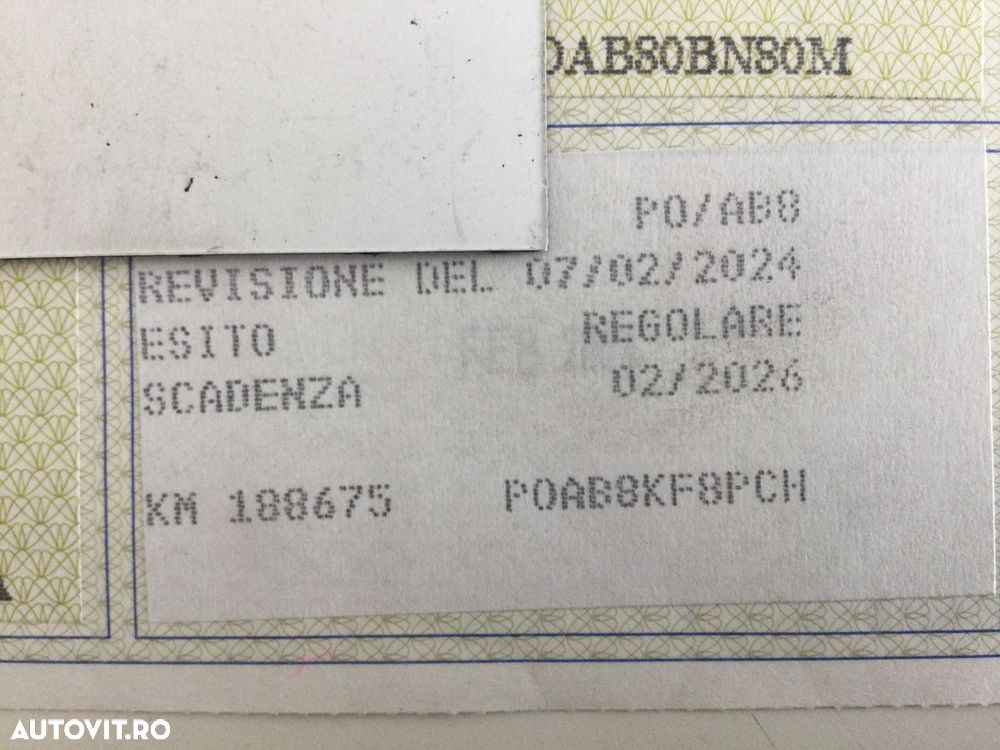 OAB80BN80M
PO/AB8
REVISIONE DEL 07/02/2024
ESITO REGOLARE
SCADENZA 02/2026
KM 188675 POAB8KF8PCH
AUTOVIT.RO